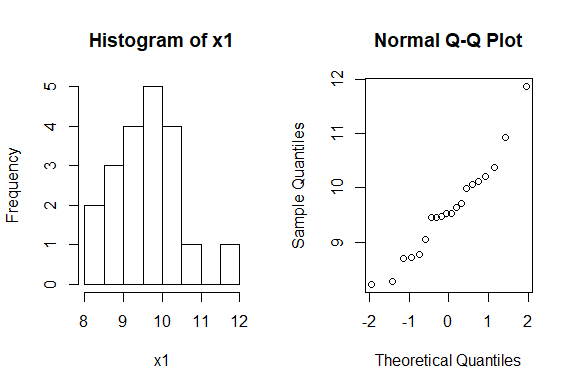 Histogram of x1
Frequency
0 1 2 3 4 5
8 9 10 11 12
x1
Normal Q-Q Plot
Sample Quantiles
9 10 11 12
-2 -1 0 1 2
Theoretical Quantiles